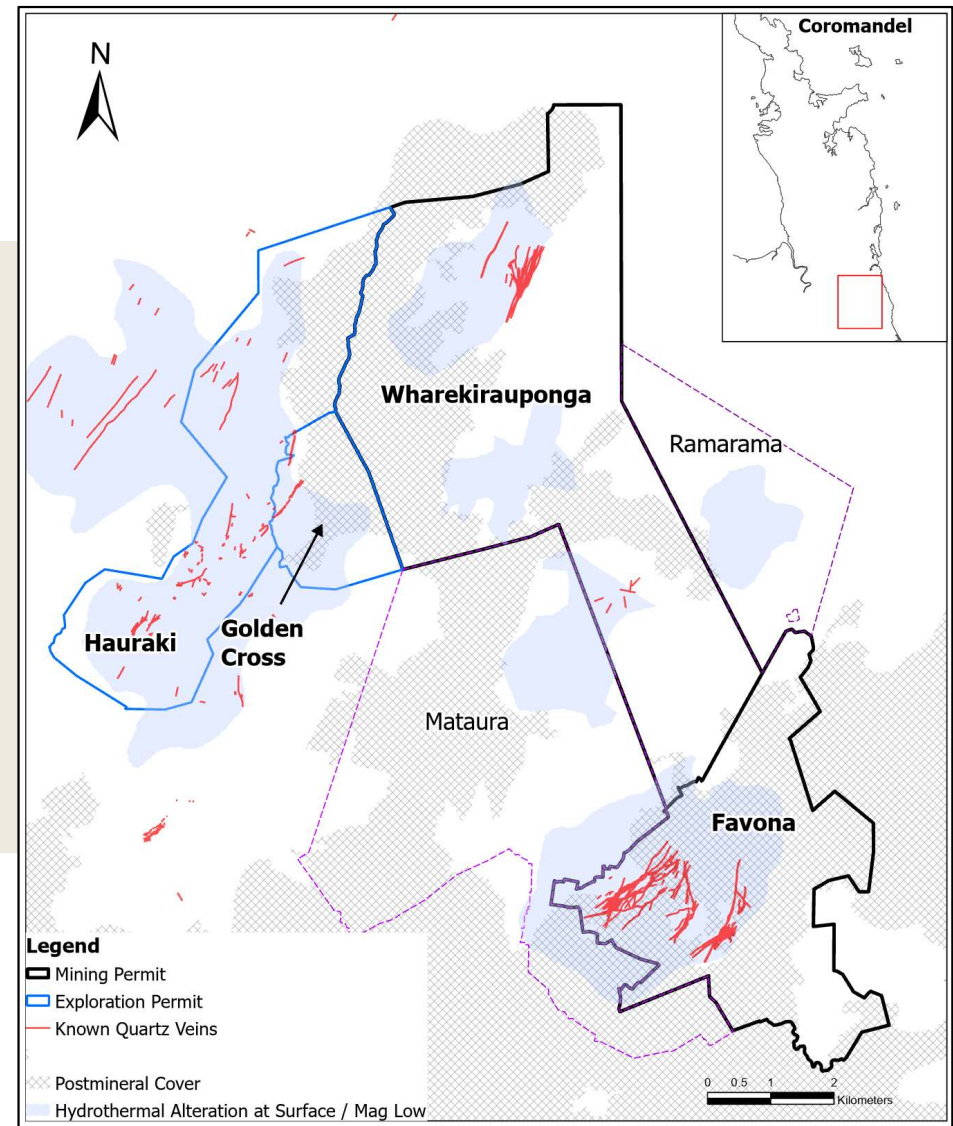 Coromandel
N
Wharekirauponga
Ramarama
Hauraki
Golden
Cross
Mataura
Favona
Legend
Mining Permit
Exploration Permit
Known Quartz Veins
Postmineral Cover
Hydrothermal Alteration at Surface / Mag Low
0 0.5 1 2
Kilometers